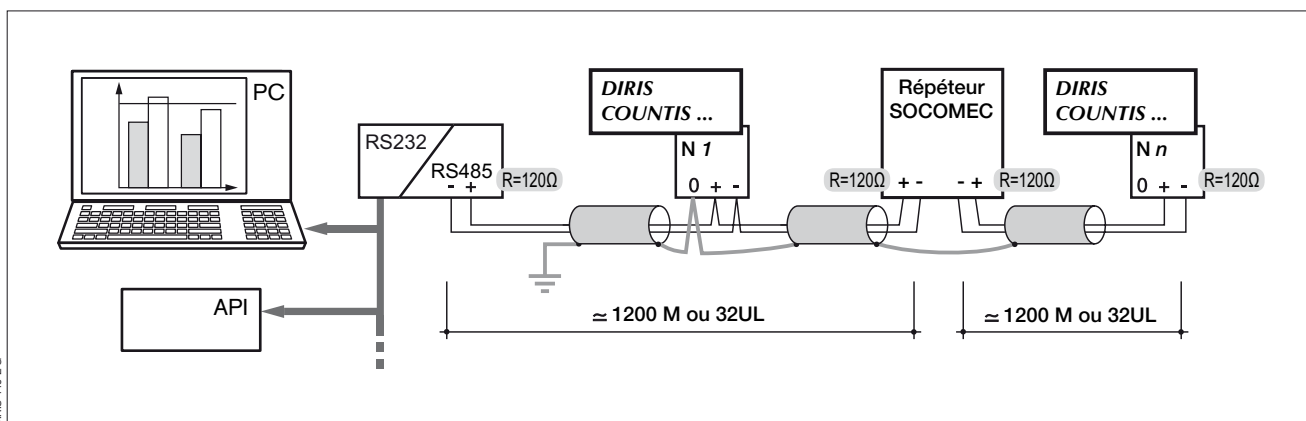 PC
API
RS232
RS485
- +
R=120Ω
DIRIS
COUNTIS ...
N 1
0 + -
Répéteur
SOCOMEC
R=120Ω
+ -
- +
R=120Ω
DIRIS
COUNTIS ...
N n
0 + -
R=120Ω
≃ 1200 M ou 32UL
≃ 1200 M ou 32UL